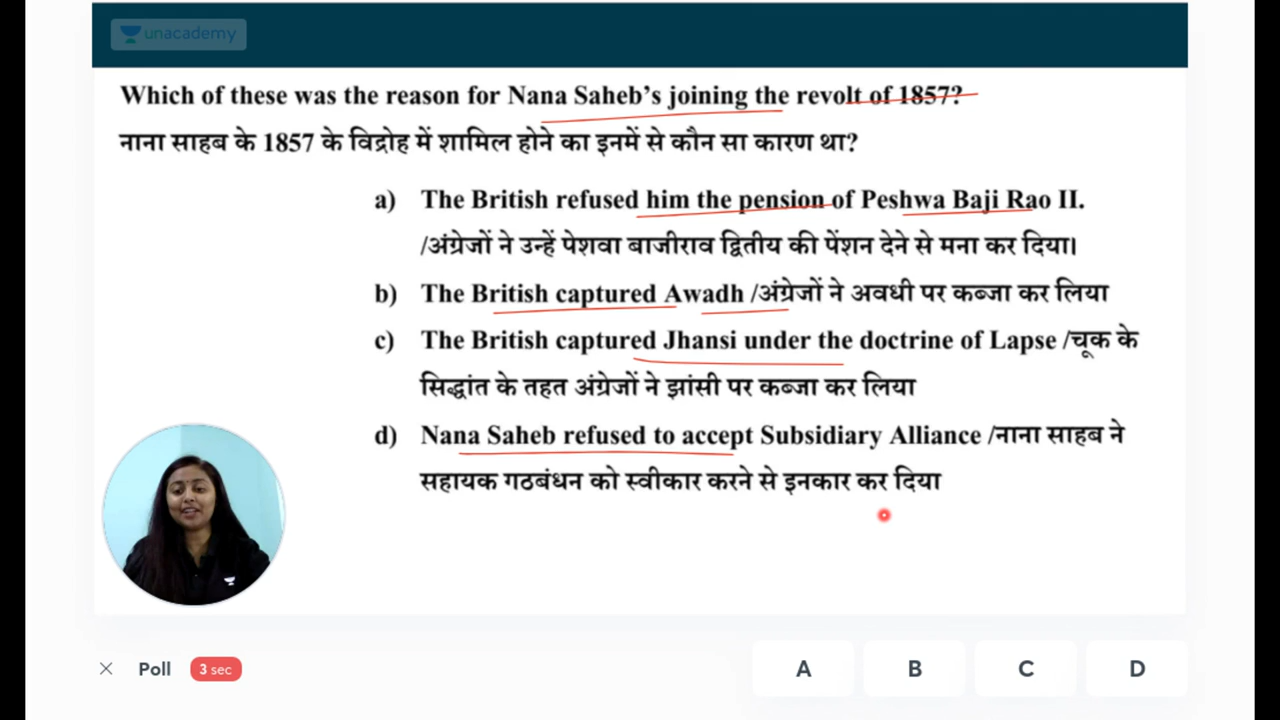 unacademy
Which of these was the reason for Nana Saheb's joining the revolt of 1857?
नाना साहब के 1857 के विद्रोह में शामिल होने का इनमें से कौन सा कारण था?
a) The British refused him the pension of Peshwa Baji Rao II.
/अंग्रेजों ने उन्हें पेशवा बाजीराव द्वितीय की पेंशन देने से मना कर दिया।
b) The British captured Awadh /अंग्रेजों ने अवधी पर कब्जा कर लिया
c) The British captured Jhansi under the doctrine of Lapse /चूक के
सिद्धांत के तहत अंग्रेजों ने झांसी पर कब्जा कर लिया
d) Nana Saheb refused to accept Subsidiary Alliance /नाना साहब ने
सहायक गठबंधन को स्वीकार करने से इनकार कर दिया
Poll 3 sec A B C D